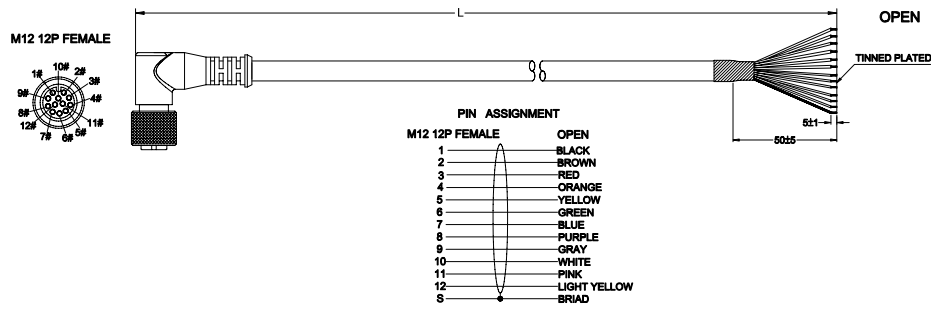 L
OPEN
M12 12P FEMALE
10#
1# 2#
3#
9# 4#
8# 11#
12# 5#
7# 6#
TINNED PLATED
5±1
50±5
PIN ASSIGNMENT
M12 12P FEMALE OPEN
1 BLACK
2 BROWN
3 RED
4 ORANGE
5 YELLOW
6 GREEN
7 BLUE
8 PURPLE
9 GRAY
10 WHITE
11 PINK
12 LIGHT YELLOW
S BRIAD